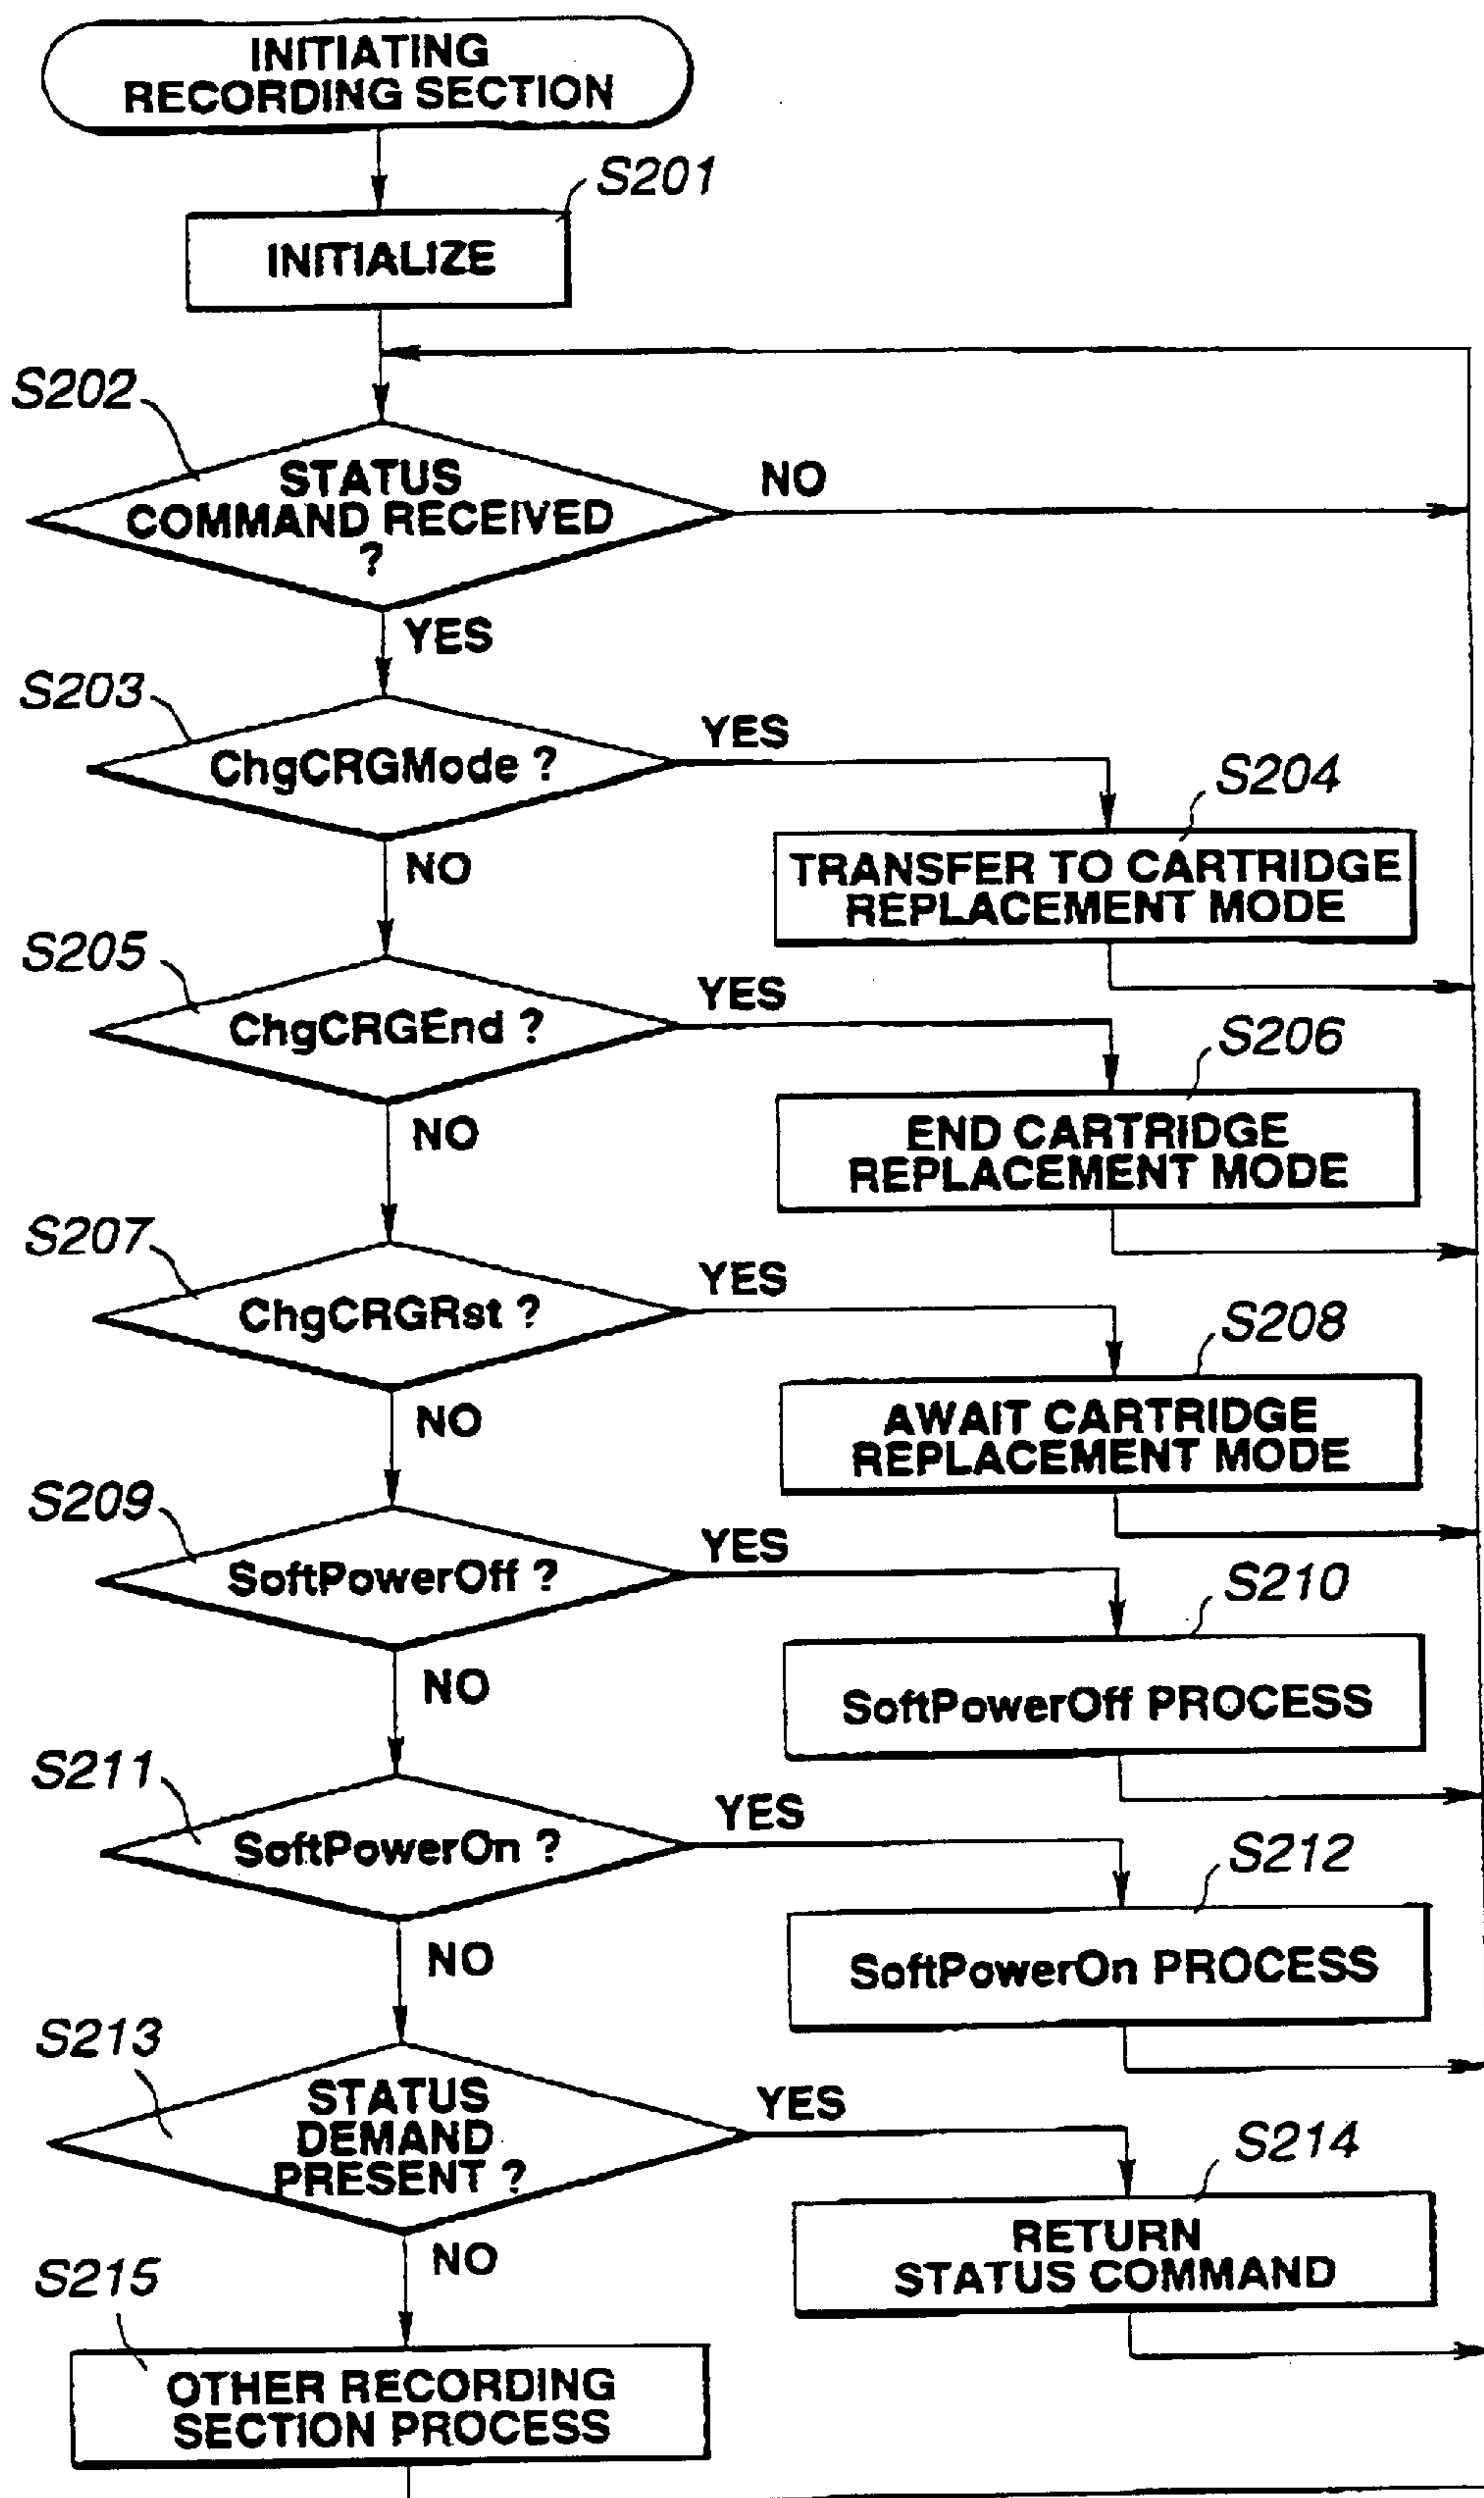 INITIATING
RECORDING SECTION
S201
INITIALIZE
S202
STATUS
COMMAND RECEIVED
?
NO
YES
S203
ChgCRGMode ?
YES
S204
TRANSFER TO CARTRIDGE
REPLACEMENT MODE
NO
S205
ChgCRGEnd ?
YES
S206
END CARTRIDGE
REPLACEMENT MODE
NO
S207
ChgCRGRst ?
YES
S208
AWAIT CARTRIDGE
REPLACEMENT MODE
NO
S209
SoftPowerOff ?
YES
S210
SoftPowerOff PROCESS
NO
S211
SoftPowerOn ?
YES
S212
SoftPowerOn PROCESS
NO
S213
STATUS
DEMAND
PRESENT ?
YES
S214
RETURN
STATUS COMMAND
NO
S215
OTHER RECORDING
SECTION PROCESS